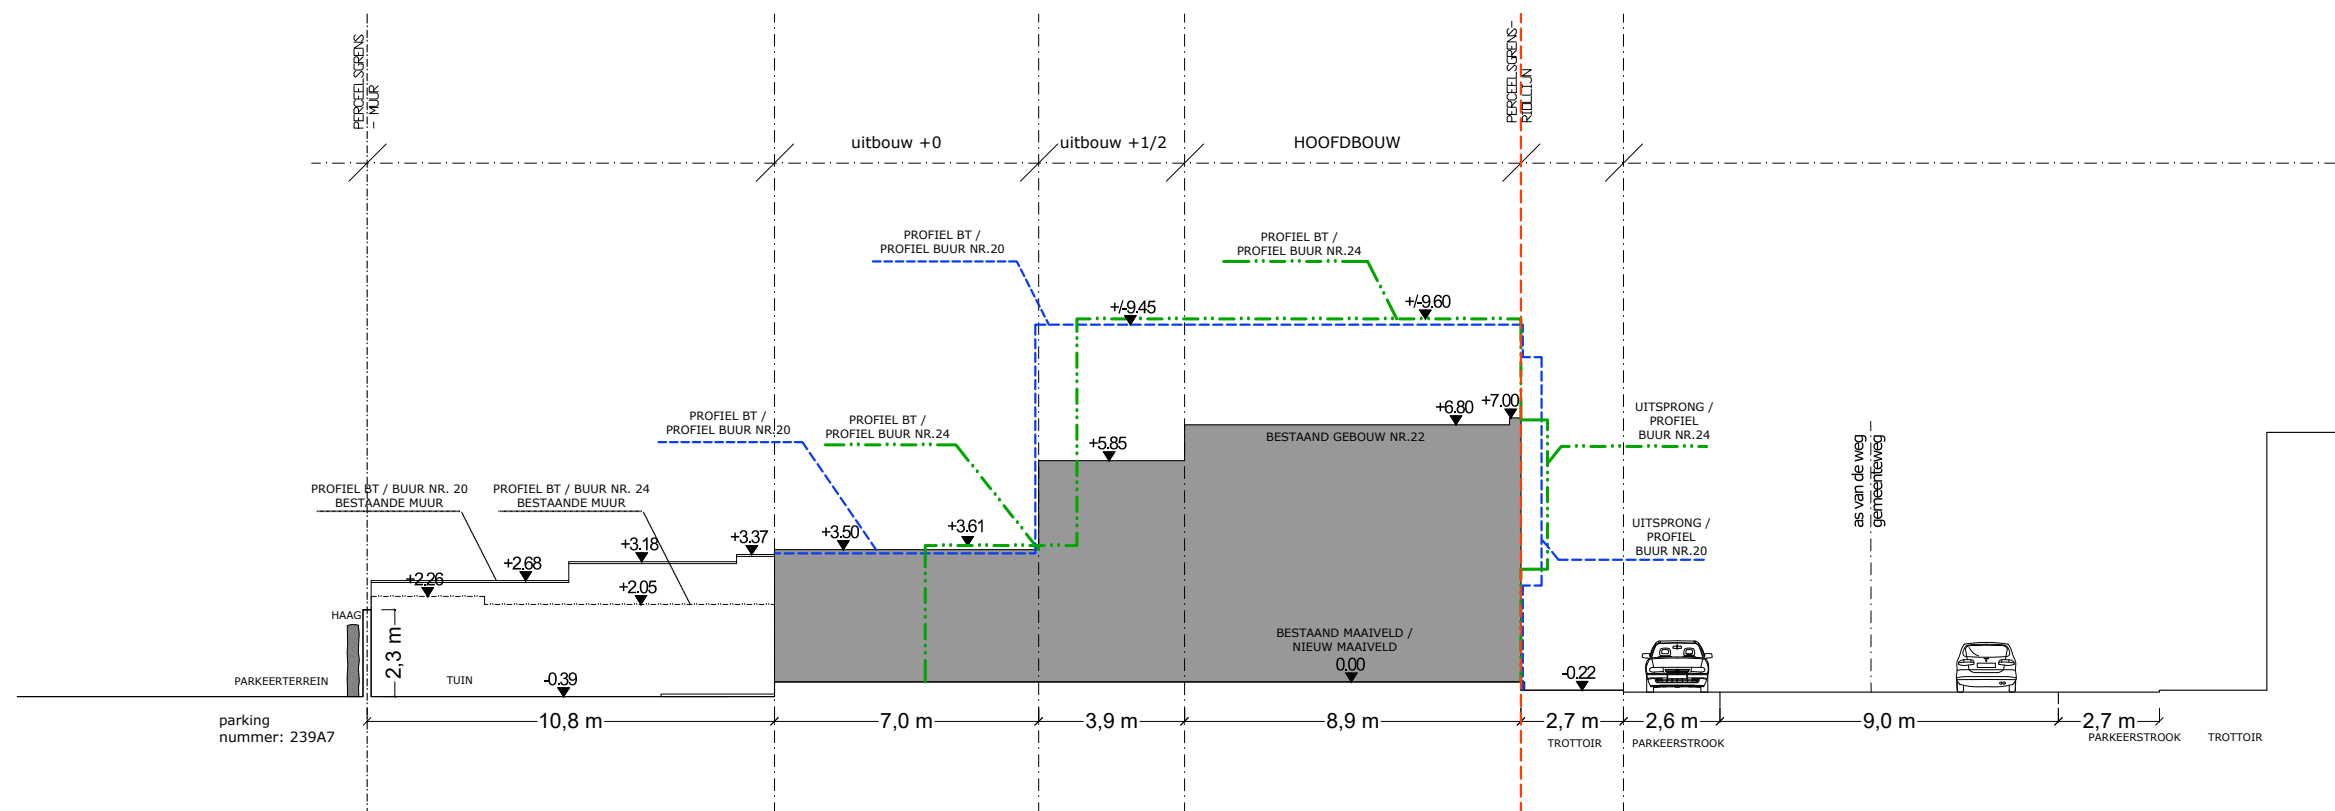 PERCEELSGRENS
- MUUR
PERCEELSGRENS-
ROOILIJN
uitbouw +0
uitbouw +1/2
HOOFDBOUW
PROFIEL BT /
PROFIEL BUUR NR.20
PROFIEL BT /
PROFIEL BUUR NR.24
+/-9.45
+/-9.60
PROFIEL BT /
PROFIEL BUUR NR.20
PROFIEL BT /
PROFIEL BUUR NR.24
+5.85
+6.80
+7.00
BESTAAND GEBOUW NR.22
UITSPRONG /
PROFIEL
BUUR NR.24
as van de weg
gemeenteweg
PROFIEL BT / BUUR NR. 20
BESTAANDE MUUR
PROFIEL BT / BUUR NR. 24
BESTAANDE MUUR
+3.50
+3.61
+3.37
+3.18
+2.68
+2.26
+2.05
UITSPRONG /
PROFIEL
BUUR NR.20
HAAG
2,3 m
BESTAAND MAAIVELD /
NIEUW MAAIVELD
0.00
PARKEERTERREIN
TUIN
-0.39
-0.22
parking
nummer: 239A7
10,8 m
7,0 m
3,9 m
8,9 m
2,7 m
2,6 m
9,0 m
2,7 m
TROTTOIR
PARKEERSTROOK
PARKEERSTROOK
TROTTOIR